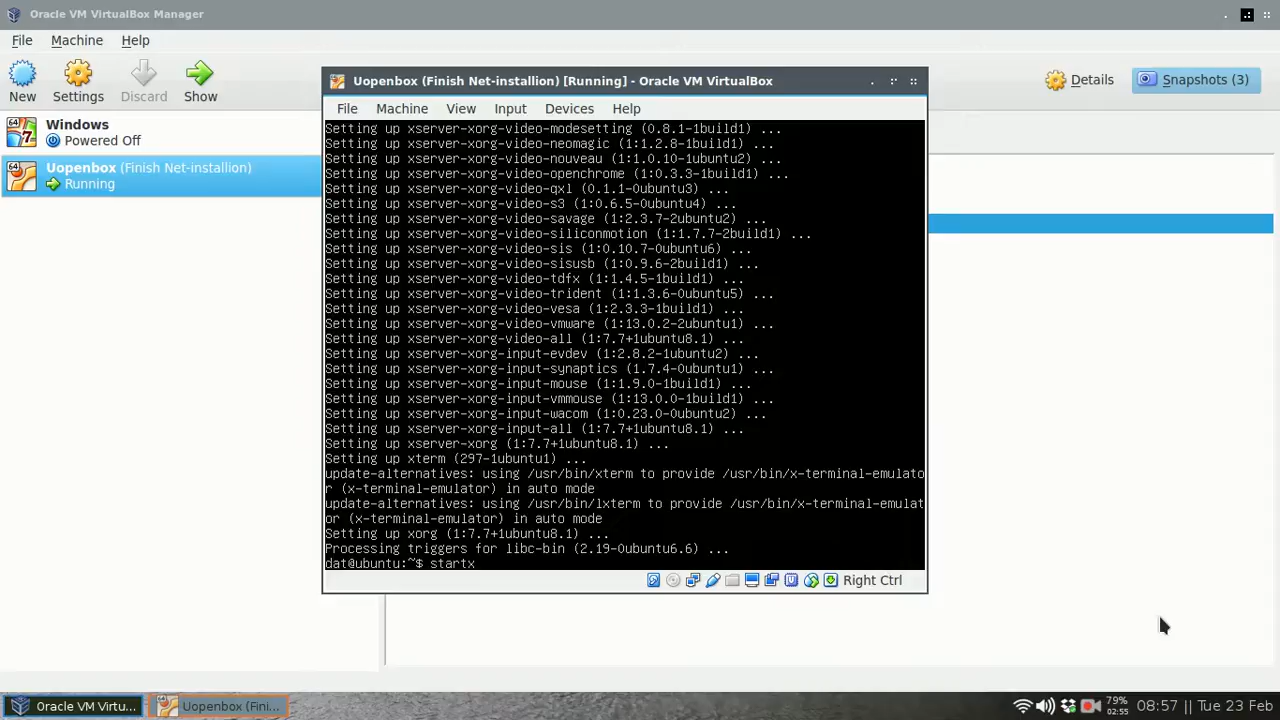 Oracle VM VirtualBox Manager
File Machine Help
New Settings Discard Show
Details Snapshots (3)
64 Windows
Powered Off
64 Uopenbox (Finish Net-installion)
Running
Uopenbox (Finish Net-installion) [Running] - Oracle VM VirtualBox
File Machine View Input Devices Help
Setting up xserver-xorg-video-modesetting (0.8.1-1build1) ...
Setting up xserver-xorg-video-neomagic (1:1.2.8-1build1) ...
Setting up xserver-xorg-video-nouveau (1:1.0.10-1ubuntu2) ...
Setting up xserver-xorg-video-openchrome (1:0.3.3-1build1) ...
Setting up xserver-xorg-video-qxl (0.1.1-0ubuntu3) ...
Setting up xserver-xorg-video-s3 (1:0.6.5-0ubuntu4) ...
Setting up xserver-xorg-video-savage (1:2.3.7-2ubuntu2) ...
Setting up xserver-xorg-video-siliconmotion (1:1.7.7-2build1) ...
Setting up xserver-xorg-video-sis (1:0.10.7-0ubuntu6) ...
Setting up xserver-xorg-video-sisusb (1:0.9.6-2build1) ...
Setting up xserver-xorg-video-tdfx (1:1.4.5-1build1) ...
Setting up xserver-xorg-video-trident (1:1.3.6-0ubuntu5) ...
Setting up xserver-xorg-video-vesa (1:2.3.3-1build1) ...
Setting up xserver-xorg-video-vmware (1:13.0.2-2ubuntu1) ...
Setting up xserver-xorg-video-all (1:7.7+1ubuntu8.1) ...
Setting up xserver-xorg-input-evdev (1:2.8.2-1ubuntu2) ...
Setting up xserver-xorg-input-synaptics (1.7.4-0ubuntu1) ...
Setting up xserver-xorg-input-mouse (1:1.9.0-1build1) ...
Setting up xserver-xorg-input-vmmouse (1:13.0.0-1build1) ...
Setting up xserver-xorg-input-wacom (1:0.23.0-0ubuntu2) ...
Setting up xserver-xorg-input-all (1:7.7+1ubuntu8.1) ...
Setting up xserver-xorg (1:7.7+1ubuntu8.1) ...
Setting up xterm (297-1ubuntu1) ...
update-alternatives: using /usr/bin/xterm to provide /usr/bin/x-terminal-emulato
r (x-terminal-emulator) in auto mode
update-alternatives: using /usr/bin/lxterm to provide /usr/bin/x-terminal-emulat
or (x-terminal-emulator) in auto mode
Setting up xorg (1:7.7+1ubuntu8.1) ...
Processing triggers for libc-bin (2.19-0ubuntu6.6) ...
dat@ubuntu:~$ startx
Right Ctrl
Oracle VM Virtu... Uopenbox (Fini... 79% 02:55 08:57 || Tue 23 Feb